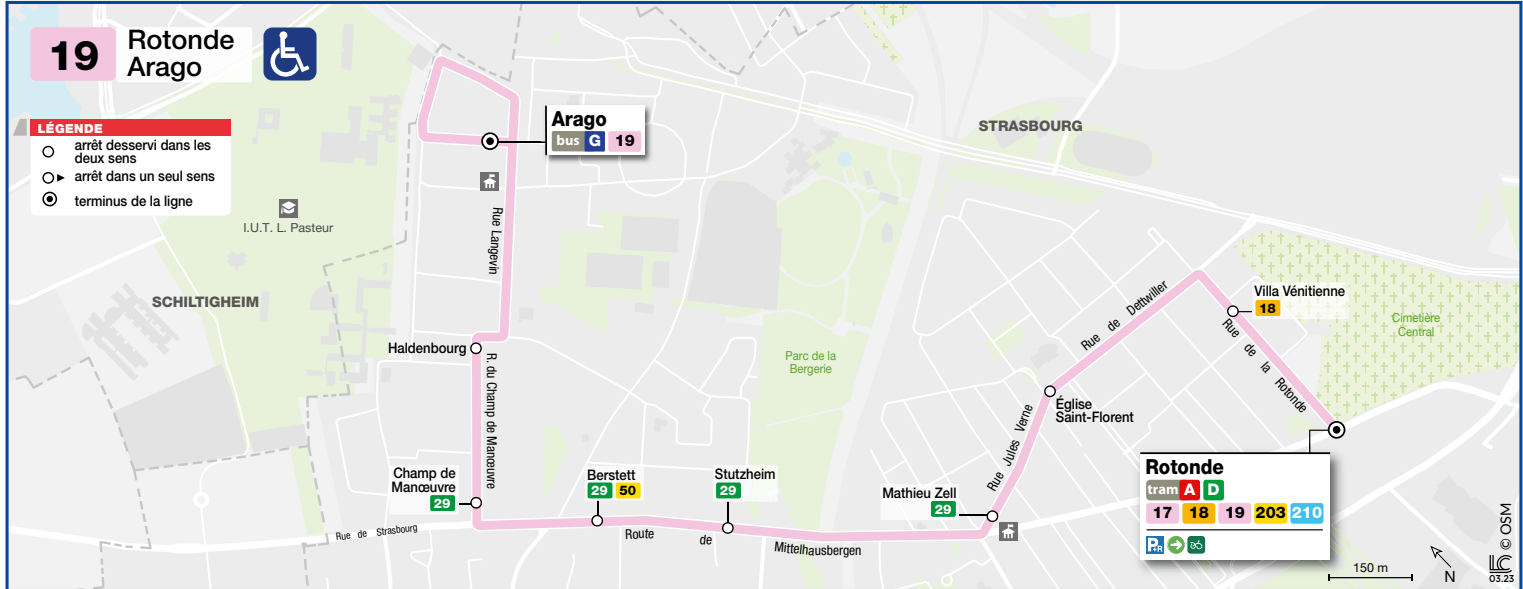 19
Rotonde
Arago
LÉGENDE
arrêt desservi dans les
deux sens
arrêt dans un seul sens
terminus de la ligne
Arago
bus G 19
STRASBOURG
I.U.T. L. Pasteur
SCHILTIGHEIM
Rue Langevin
Haldenbourg
R. du Champ de Manœuvre
Champ de
Manœuvre
29
Rue de Strasbourg
Berstett
29 50
Stutzheim
29
Route de Mittelhausbergen
Parc de la
Bergerie
Mathieu Zell
29
Rue Jules Verne
Église
Saint-Florent
Rue de Dettwiller
Villa Vénitienne
18
Rue de la Rotonde
Cimetière
Central
Rotonde
tram A D
17 18 19 203 210
P+R
150 m
N
LC © OSM
03.23